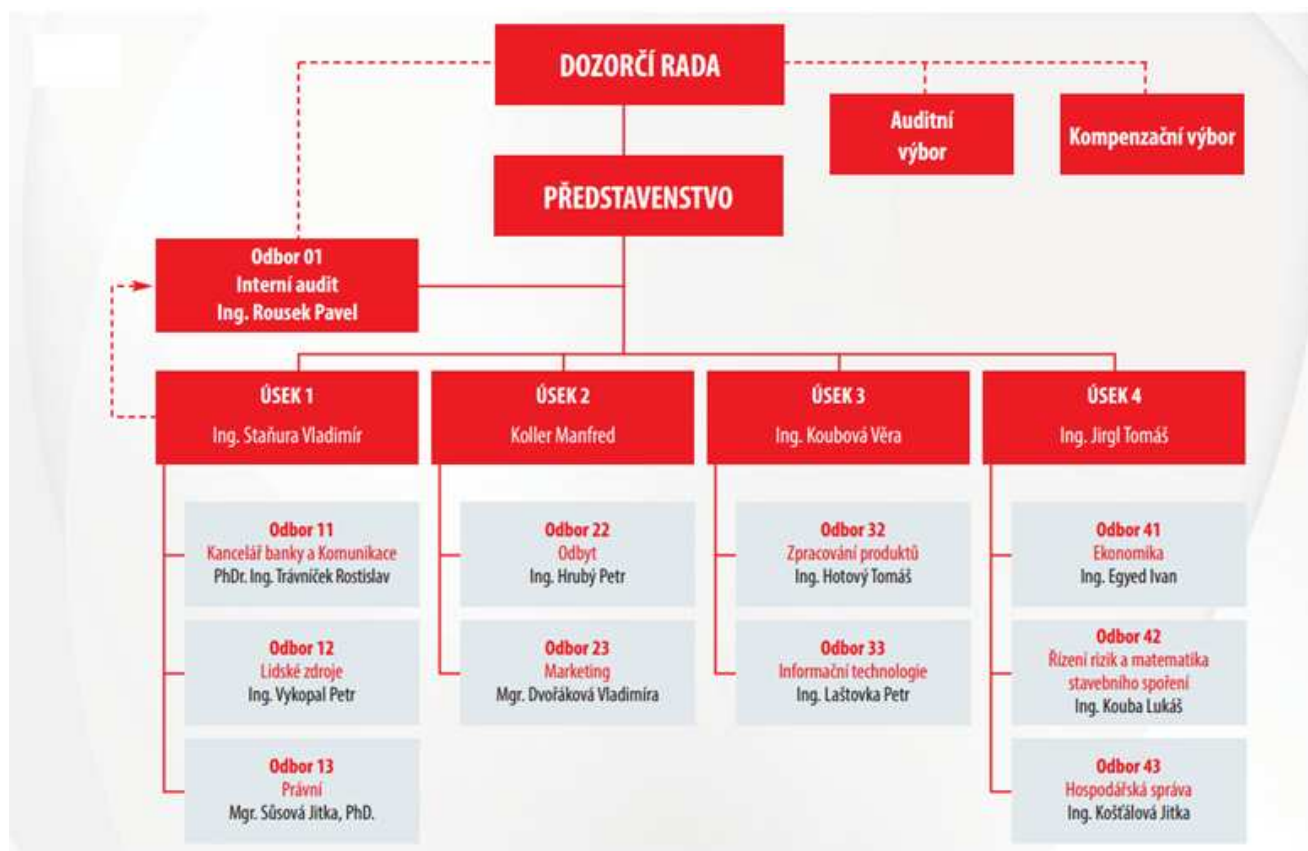 DOZORČÍ RADA
Auditní
výbor
Kompenzační výbor
PŘEDSTAVENSTVO
Odbor 01
Interní audit
Ing. Rousek Pavel
ÚSEK 1
Ing. Staňura Vladimír
ÚSEK 2
Koller Manfred
ÚSEK 3
Ing. Koubová Věra
ÚSEK 4
Ing. Jirgl Tomáš
Odbor 11
Kancelář banky a Komunikace
PhDr. Ing. Trávníček Rostislav
Odbor 12
Lidské zdroje
Ing. Vykopal Petr
Odbor 13
Právní
Mgr. Sůsová Jitka, PhD.
Odbor 22
Odbyt
Ing. Hrubý Petr
Odbor 23
Marketing
Mgr. Dvořáková Vladimíra
Odbor 32
Zpracování produktů
Ing. Hotový Tomáš
Odbor 33
Informační technologie
Ing. Laštovka Petr
Odbor 41
Ekonomika
Ing. Egyed Ivan
Odbor 42
Řízení rizik a matematika
stavebního spoření
Ing. Kouba Lukáš
Odbor 43
Hospodářská správa
Ing. Košťálová Jitka